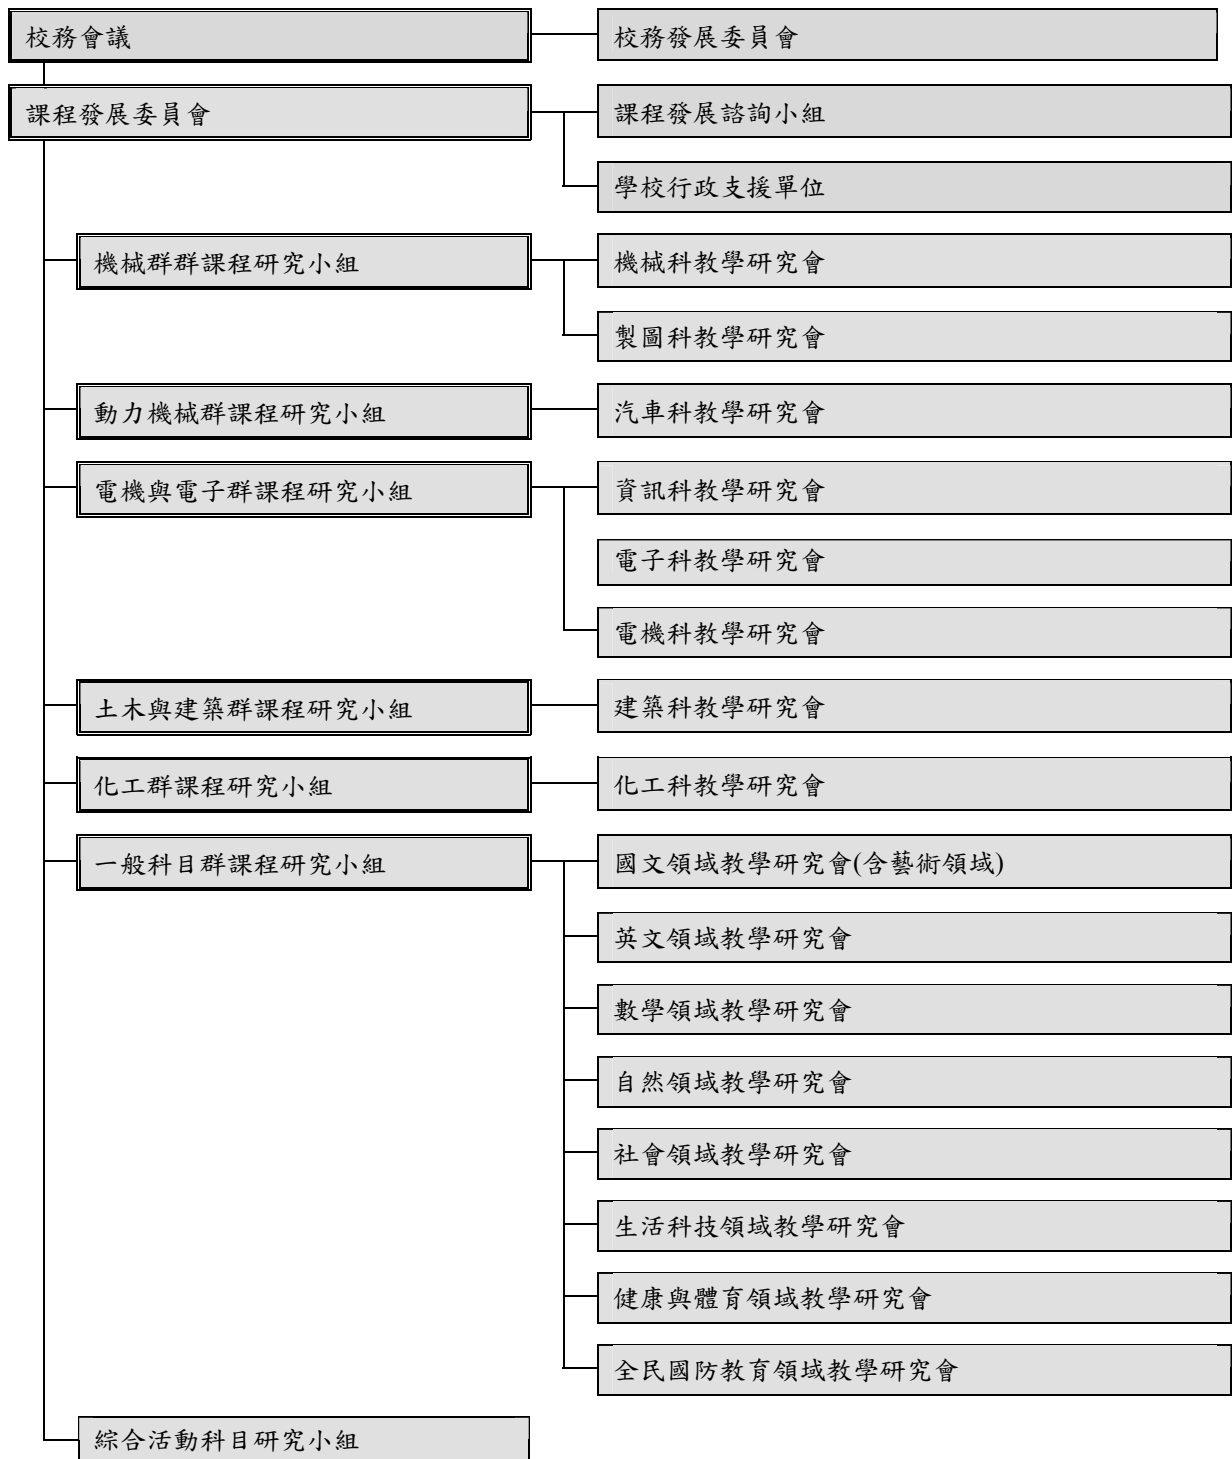 校務會議
校務發展委員會
課程發展委員會
課程發展諮詢小組
學校行政支援單位
機械群群課程研究小組
機械科教學研究會
製圖科教學研究會
動力機械群課程研究小組
汽車科教學研究會
電機與電子群課程研究小組
資訊科教學研究會
電子科教學研究會
電機科教學研究會
土木與建築群課程研究小組
建築科教學研究會
化工群課程研究小組
化工科教學研究會
一般科目群課程研究小組
國文領域教學研究會(含藝術領域)
英文領域教學研究會
數學領域教學研究會
自然領域教學研究會
社會領域教學研究會
生活科技領域教學研究會
健康與體育領域教學研究會
全民國防教育領域教學研究會
綜合活動科目研究小組